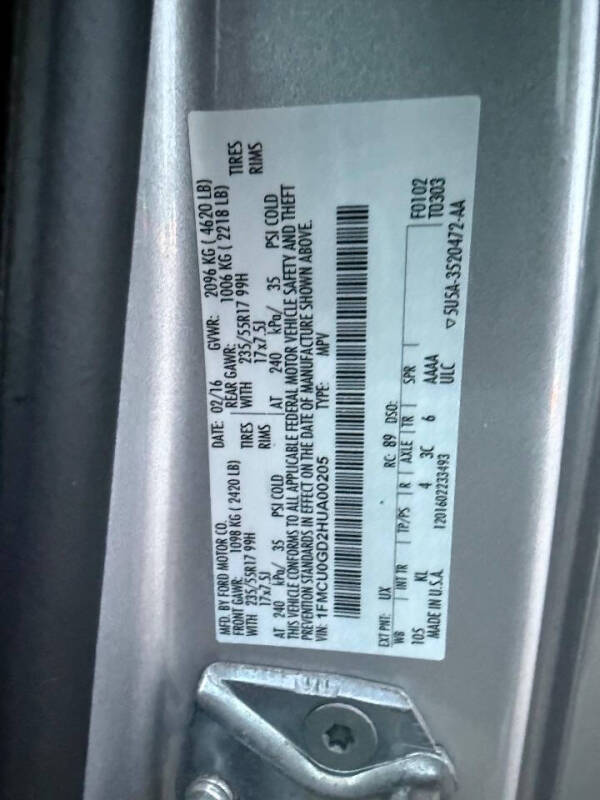 MFD. BY FORD MOTOR CO. DATE: 02/16 GVWR: 2096 KG ( 4620 LB)
FRONT GAWR: 1098 KG (2420 LB) REAR GAWR: 1006 KG ( 2218 LB)
WITH 235/55R17 99H TIRES WITH 235/55R17 99H TIRES
17x7.5J RIMS 17x7.5J RIMS
AT 240 kPa/ 35 PSI COLD AT 240 kPa/ 35 PSI COLD
THIS VEHICLE CONFORMS TO ALL APPLICABLE FEDERAL MOTOR VEHICLE SAFETY AND THEFT
PREVENTION STANDARDS IN EFFECT ON THE DATE OF MANUFACTURE SHOWN ABOVE.
VIN: 1FMCU0GD2HUA00205 TYPE: MPV
EXT PNT: UX RC: 89 DSO: F0102
WB INT TR TP/PS R AXLE TR SPR T0303
105 KL 4 3C 6 AAAA
MADE IN U.S.A. 1201602233493 ULC
▽5U5A-3520472-AA